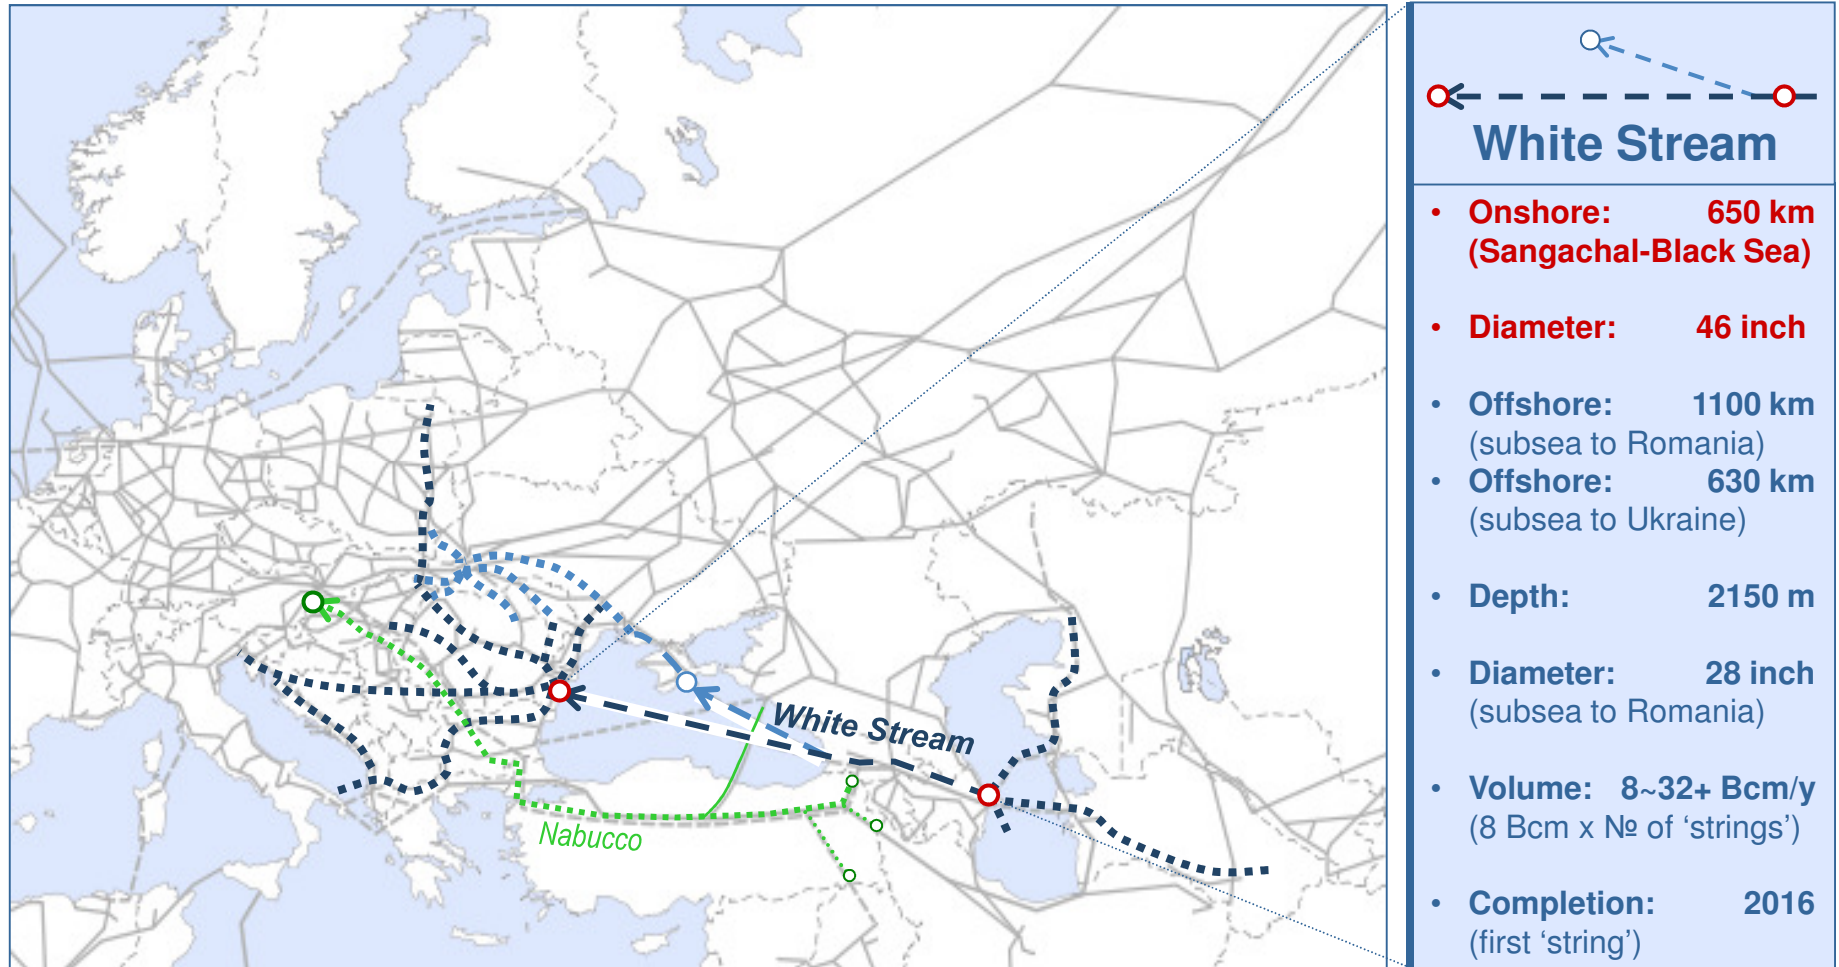 White Stream
Nabucco
White Stream
• Onshore: 650 km
(Sangachal-Black Sea)
• Diameter: 46 inch
• Offshore: 1100 km
(subsea to Romania)
• Offshore: 630 km
(subsea to Ukraine)
• Depth: 2150 m
• Diameter: 28 inch
(subsea to Romania)
• Volume: 8~32+ Bcm/y
(8 Bcm x № of ‘strings’)
• Completion: 2016
(first ‘string’)